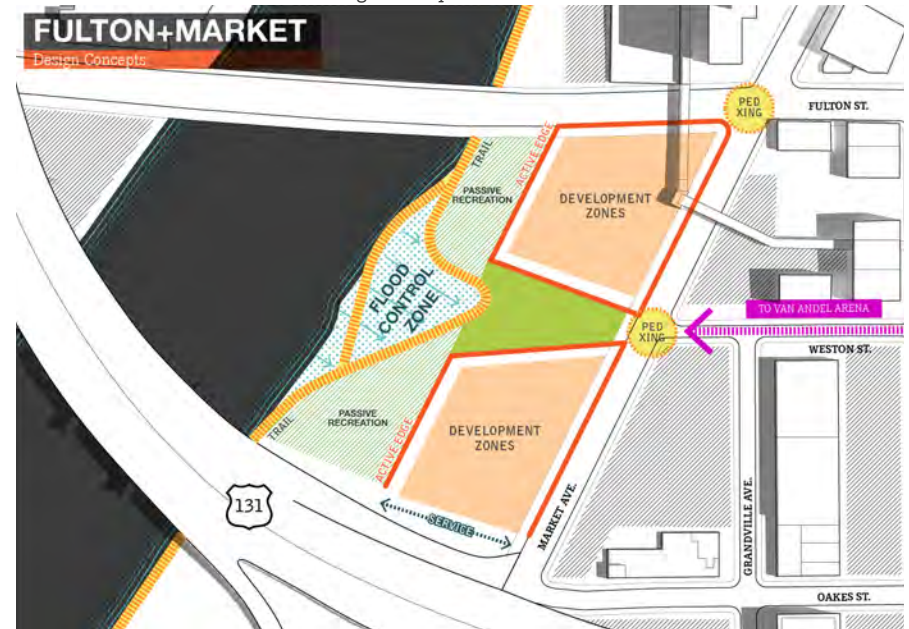 FULTON+MARKET
Design Concepts
PED
XING
FULTON ST.
TRAIL
ACTIVE EDGE
PASSIVE
RECREATION
DEVELOPMENT
ZONES
FLOOD
CONTROL
ZONE
TO VAN ANDEL ARENA
PED
XING
WESTON ST.
TRAIL
PASSIVE
RECREATION
ACTIVE EDGE
DEVELOPMENT
ZONES
131
SERVICE
MARKET AVE.
GRANDVILLE AVE.
OAKES ST.